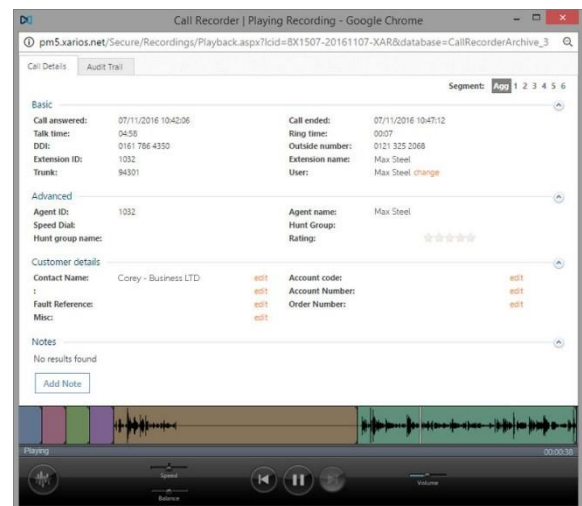 Call Recorder | Playing Recording - Google Chrome
pm5.xarios.net/Secure/Recordings/Playback.aspx?lcid=8X1507-20161107-XAR&database=CallRecorderArchive_3
Call Details Audit Trail
Segment: Agg 1 2 3 4 5 6
Basic
Call answered: 07/11/2016 10:42:06 Call ended: 07/11/2016 10:47:12
Talk time: 04:58 Ring time: 00:07
DDI: 0161 786 4350 Outside number: 0121 325 2068
Extension ID: 1032 Extension name: Max Steel
Trunk: 94301 User: Max Steel change
Advanced
Agent ID: 1032 Agent name: Max Steel
Speed Dial: Hunt Group:
Hunt group name: Rating:
Customer details
Contact Name: Corey - Business LTD edit Account code: edit
: edit Account Number: edit
Fault Reference: edit Order Number: edit
Misc: edit
Notes
No results found
Add Note
Playing 00:00:38
Speed
Volume
Balance